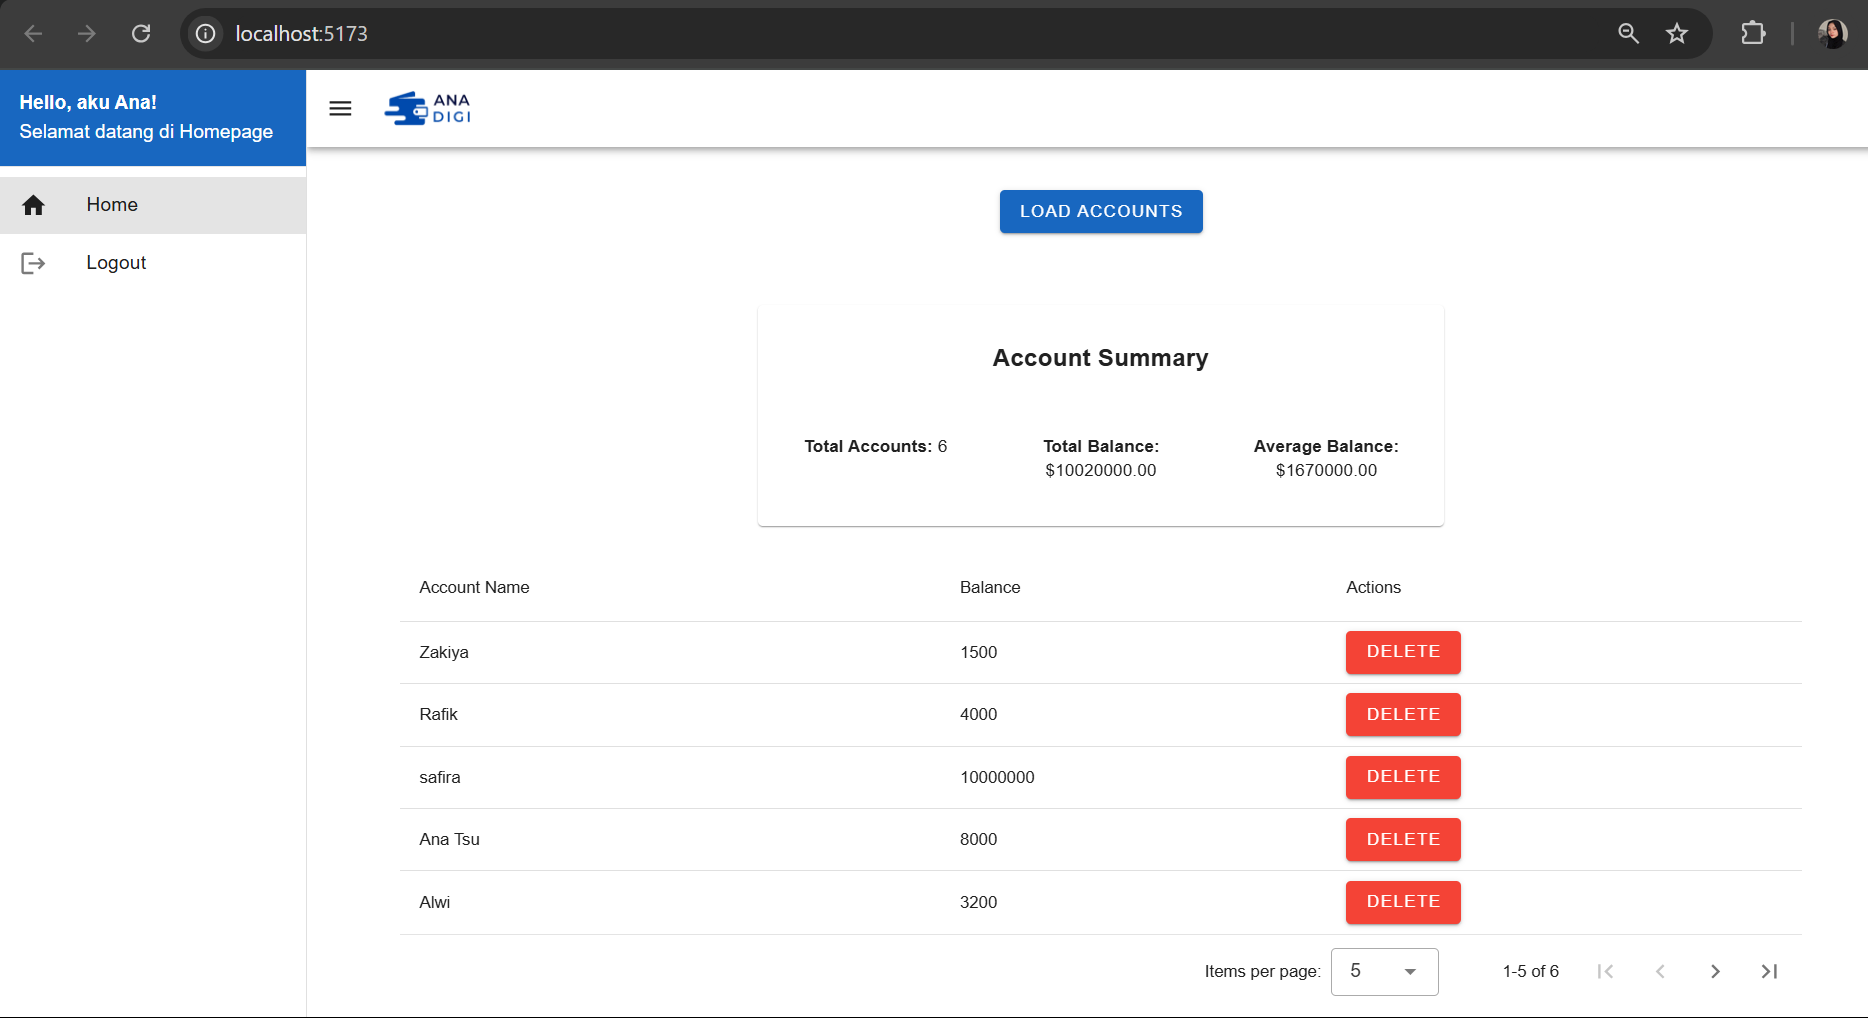 localhost:5173
Hello, aku Ana!
Selamat datang di Homepage
Home
Logout
ANA
DIGI
LOAD ACCOUNTS
Account Summary
Total Accounts: 6
Total Balance:
$10020000.00
Average Balance:
$1670000.00
Account Name Balance Actions
Zakiya 1500 DELETE
Rafik 4000 DELETE
safira 10000000 DELETE
Ana Tsu 8000 DELETE
Alwi 3200 DELETE
Items per page: 5 1-5 of 6